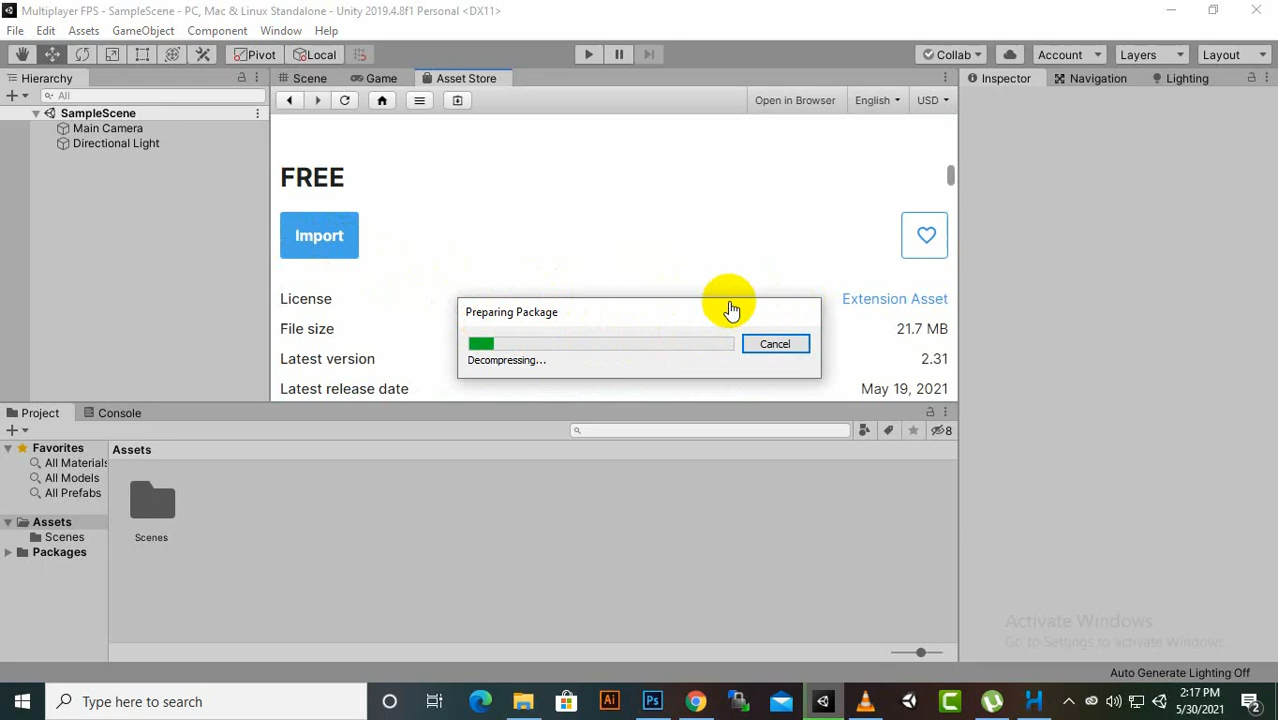 Multiplayer FPS - SampleScene - PC, Mac & Linux Standalone - Unity 2019.4.8f1 Personal <DX11>
File Edit Assets GameObject Component Window Help
Pivot Local Collab Account Layers Layout
Hierarchy Scene Game Asset Store Inspector Navigation Lighting
All
Open in Browser English USD
SampleScene
Main Camera
Directional Light
FREE
Import
License Extension Asset
File size 21.7 MB
Latest version 2.31
Latest release date May 19, 2021
Preparing Package
Cancel
Decompressing...
Project Console
8
Favorites
All Materials
All Models
All Prefabs
Assets
Scenes
Packages
Assets
Scenes
Activate Windows
Go to Settings to activate Windows.
Auto Generate Lighting Off
Type here to search
Ai
Ps
2:17 PM
5/30/2021
2